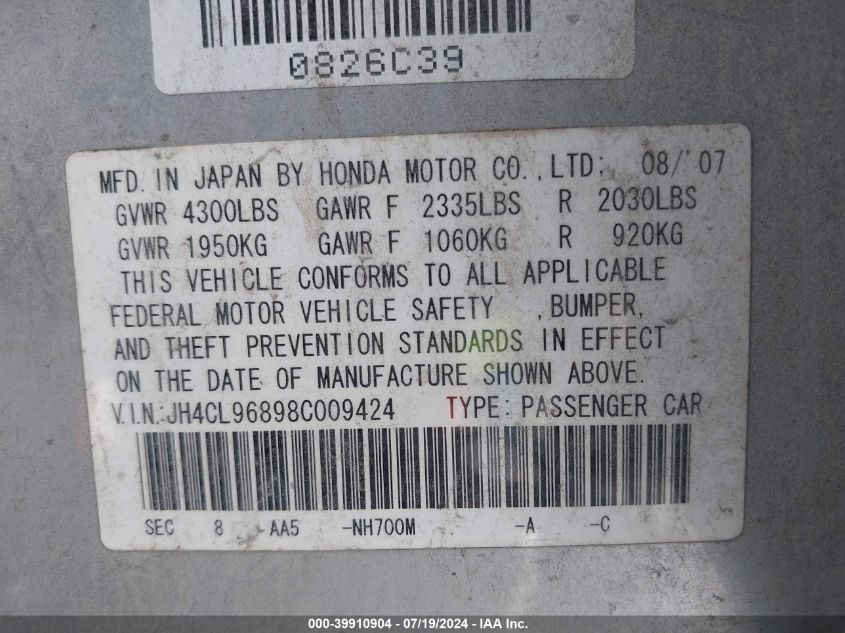 0826C39
MFD. IN JAPAN BY HONDA MOTOR CO.,LTD. 08/'07
GVWR 4300LBS GAWR F 2335LBS R 2030LBS
GVWR 1950KG GAWR F 1060KG R 920KG
THIS VEHICLE CONFORMS TO ALL APPLICABLE
FEDERAL MOTOR VEHICLE SAFETY ,BUMPER,
AND THEFT PREVENTION STANDARDS IN EFFECT
ON THE DATE OF MANUFACTURE SHOWN ABOVE.
V.I.N.:JH4CL96898C009424 TYPE: PASSENGER CAR
SEC 8 AA5 -NH700M -A -C
000-39910904 - 07/19/2024 - IAA Inc.